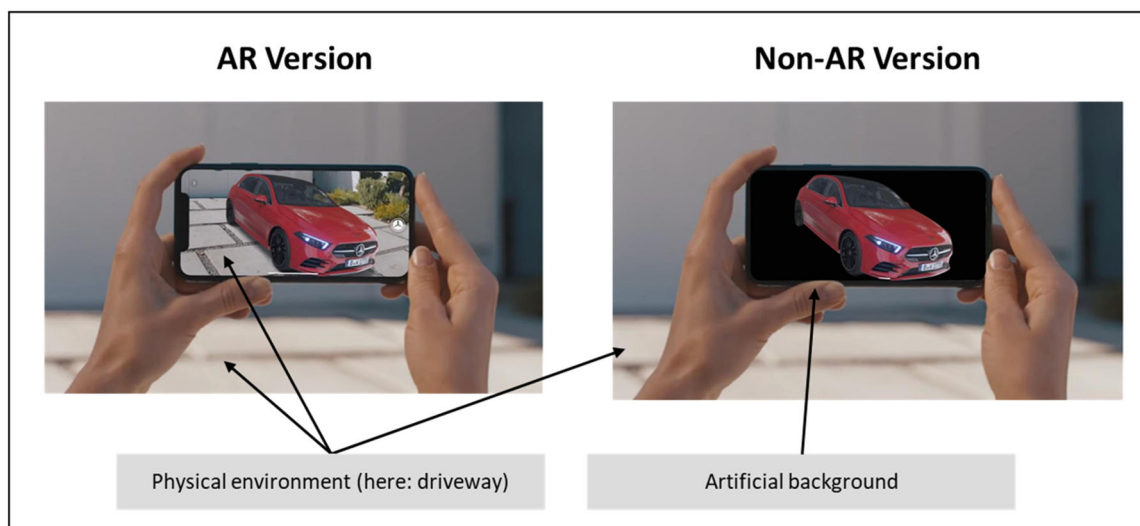 AR Version
Non-AR Version
Physical environment (here: driveway)
Artificial background